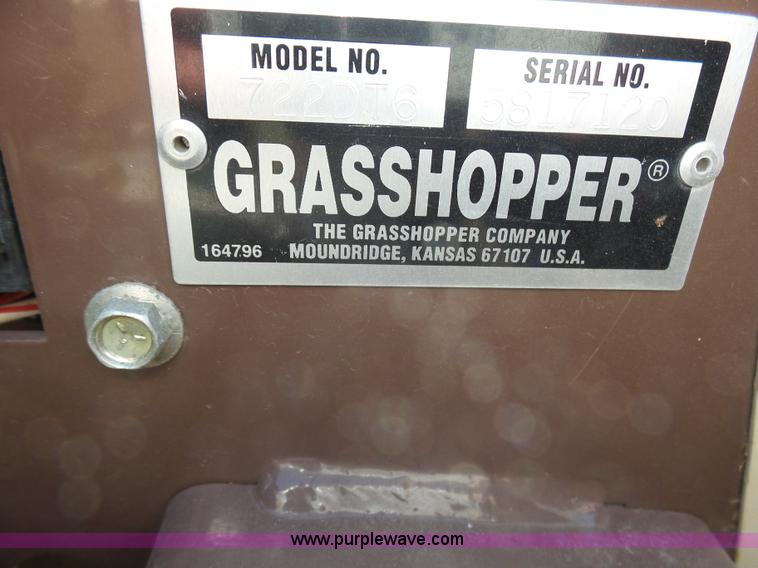 MODEL NO. SERIAL NO.
722DT6 5817120
GRASSHOPPER®
THE GRASSHOPPER COMPANY
164796 MOUNDRIDGE, KANSAS 67107 U.S.A.
www.purplewave.com